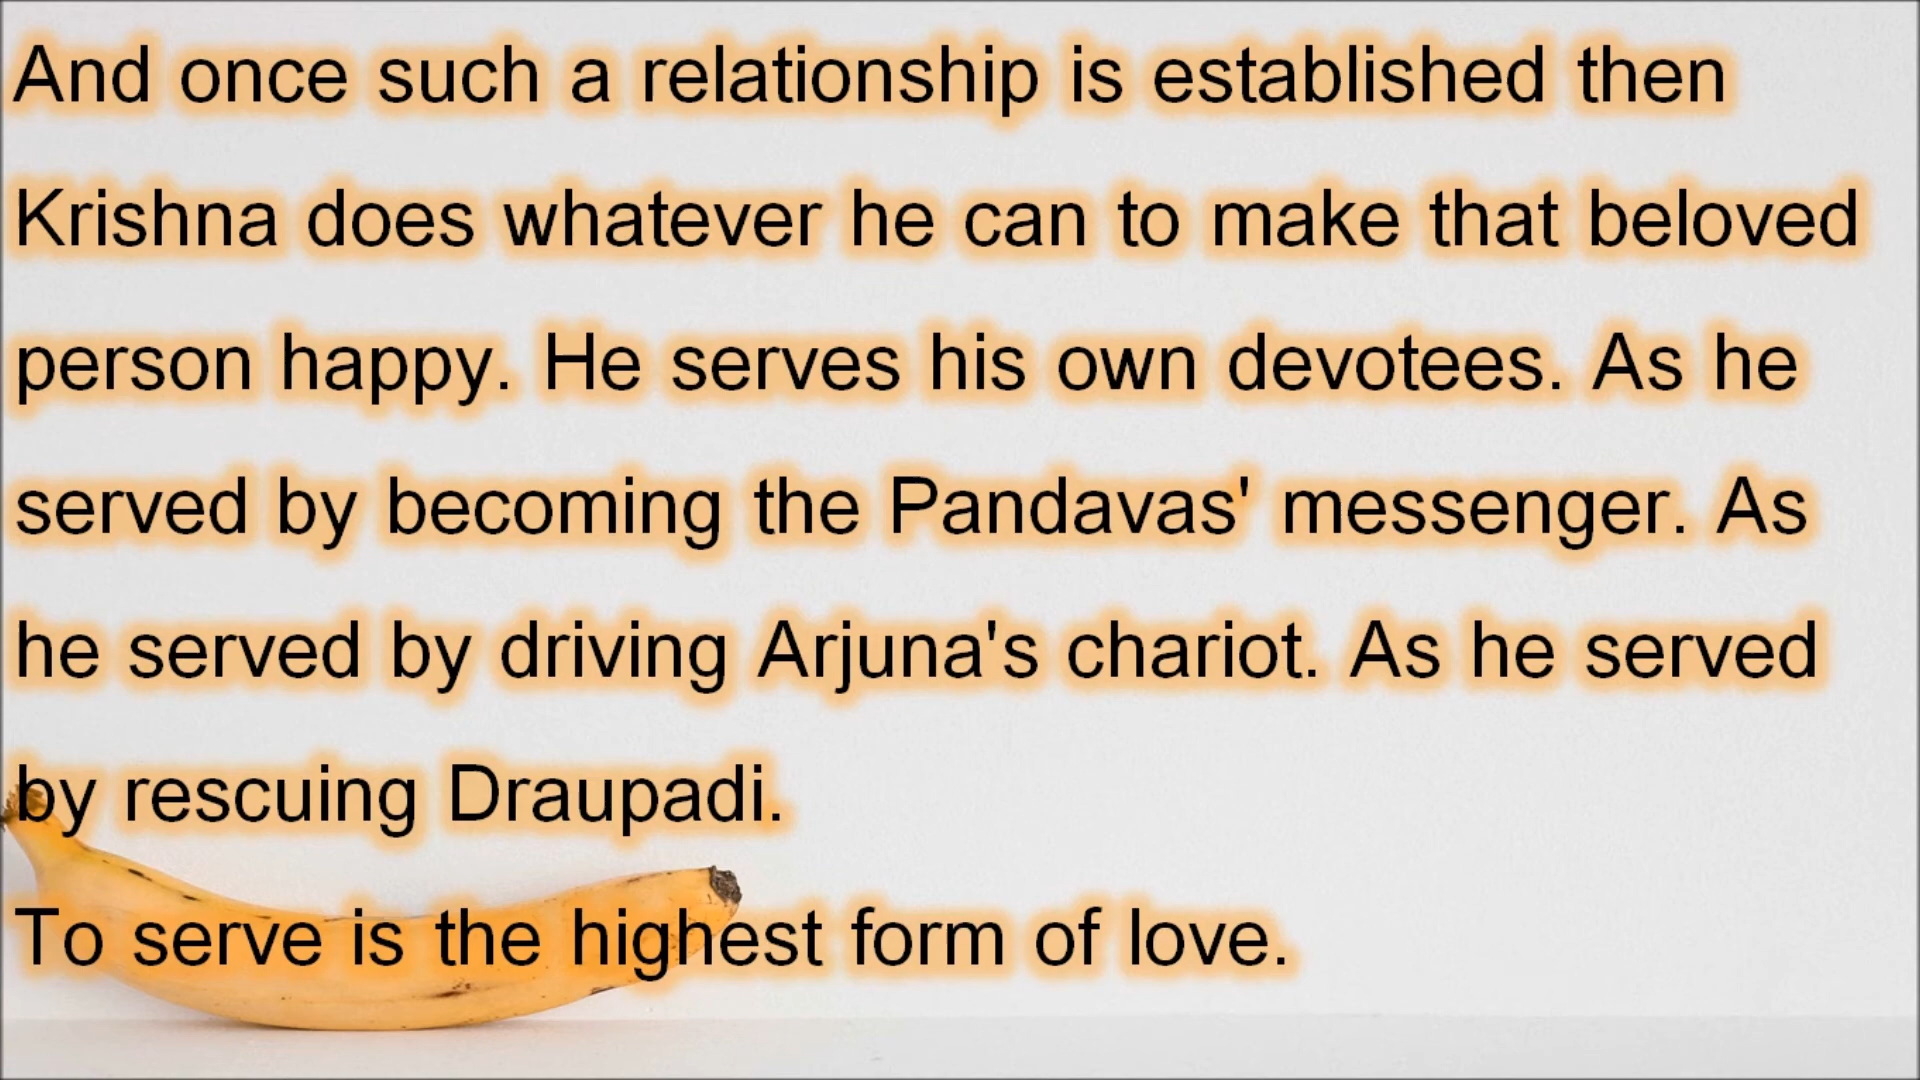 And once such a relationship is established then
Krishna does whatever he can to make that beloved
person happy. He serves his own devotees. As he
served by becoming the Pandavas' messenger. As
he served by driving Arjuna's chariot. As he served
by rescuing Draupadi.
To serve is the highest form of love.